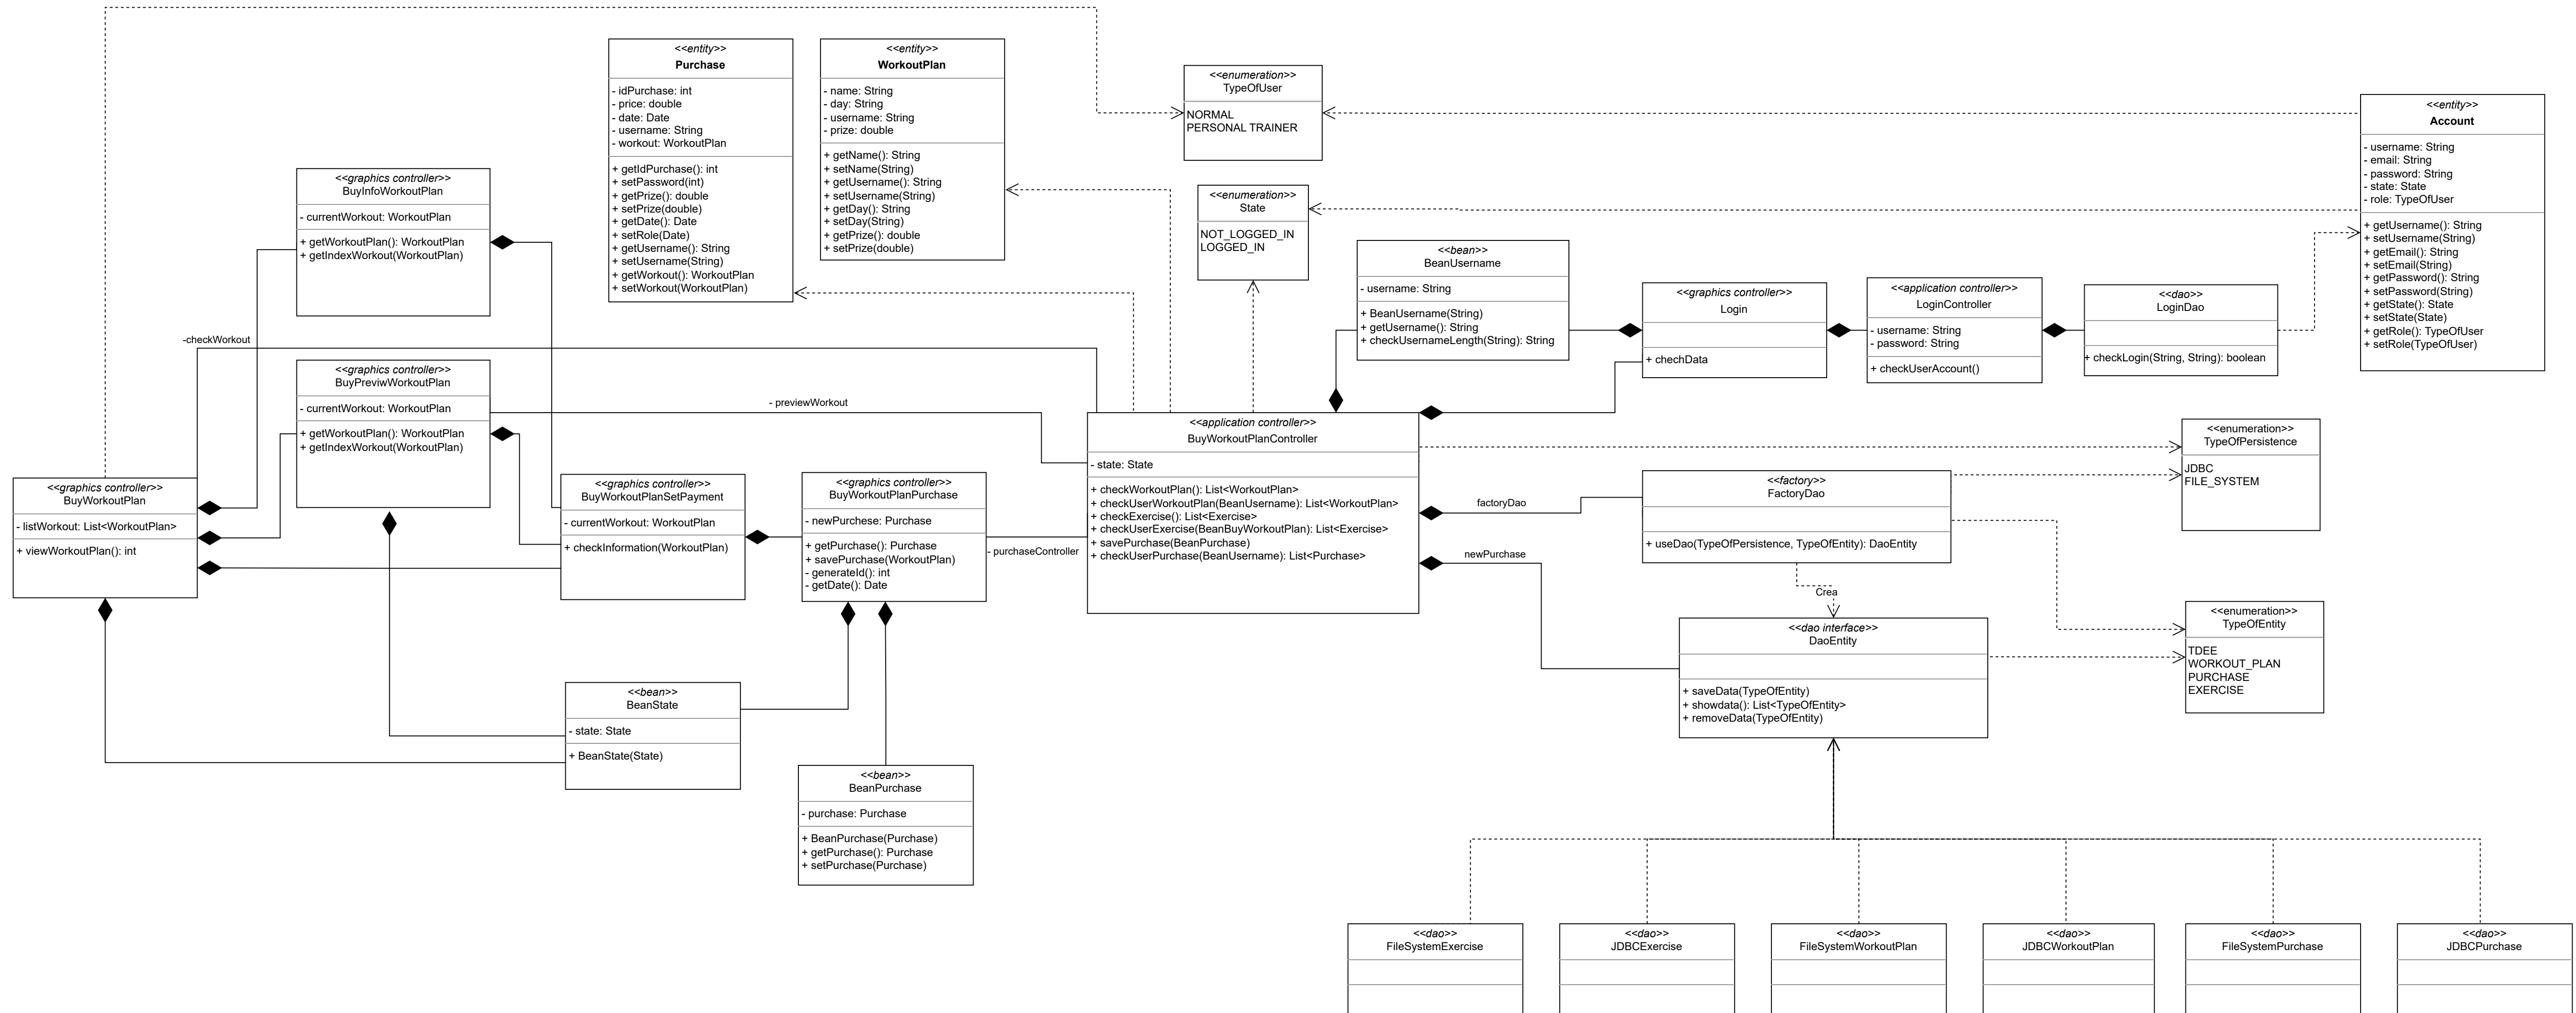 <<entity>>
Purchase
- idPurchase: int
- price: double
- date: Date
- username: String
- workout: WorkoutPlan
+ getIdPurchase(): int
+ setPassword(int)
+ getPrize(): double
+ setPrize(double)
+ getDate(): Date
+ setRole(Date)
+ getUsername(): String
+ setUsername(String)
+ getWorkout(): WorkoutPlan
+ setWorkout(WorkoutPlan)
<<entity>>
WorkoutPlan
- name: String
- day: String
- username: String
- prize: double
+ getName(): String
+ setName(String)
+ getUsername(): String
+ setUsername(String)
+ getDay(): String
+ setDay(String)
+ getPrize(): double
+ setPrize(double)
<<enumeration>>
TypeOfUser
NORMAL
PERSONAL TRAINER
<<entity>>
Account
- username: String
- email: String
- password: String
- state: State
- role: TypeOfUser
+ getUsername(): String
+ setUsername(String)
+ getEmail(): String
+ setEmail(String)
+ getPassword(): String
+ setPassword(String)
+ getState(): State
+ setState(State)
+ getRole(): TypeOfUser
+ setRole(TypeOfUser)
<<graphics controller>>
BuyInfoWorkoutPlan
- currentWorkout: WorkoutPlan
+ getWorkoutPlan(): WorkoutPlan
+ getIndexWorkout(WorkoutPlan)
<<enumeration>>
State
NOT_LOGGED_IN
LOGGED_IN
<<bean>>
BeanUsername
- username: String
+ BeanUsername(String)
+ getUsername(): String
+ checkUsernameLength(String): String
<<graphics controller>>
Login
+ chechData
<<application controller>>
LoginController
- username: String
- password: String
+ checkUserAccount()
<<dao>>
LoginDao
+ checkLogin(String, String): boolean
-checkWorkout
<<graphics controller>>
BuyPreviwWorkoutPlan
- currentWorkout: WorkoutPlan
+ getWorkoutPlan(): WorkoutPlan
+ getIndexWorkout(WorkoutPlan)
- previewWorkout
<<application controller>>
BuyWorkoutPlanController
- state: State
+ checkWorkoutPlan(): List<WorkoutPlan>
+ checkUserWorkoutPlan(BeanUsername): List<WorkoutPlan>
+ checkExercise(): List<Exercise>
+ checkUserExercise(BeanBuyWorkoutPlan): List<Exercise>
+ savePurchase(BeanPurchase)
+ checkUserPurchase(BeanUsername): List<Purchase>
<<enumeration>>
TypeOfPersistence
JDBC
FILE_SYSTEM
<<graphics controller>>
BuyWorkoutPlan
- listWorkout: List<WorkoutPlan>
+ viewWorkoutPlan(): int
<<graphics controller>>
BuyWorkoutPlanSetPayment
- currentWorkout: WorkoutPlan
+ checkInformation(WorkoutPlan)
<<graphics controller>>
BuyWorkoutPlanPurchase
- newPurchese: Purchase
+ getPurchase(): Purchase
+ savePurchase(WorkoutPlan)
- generateId(): int
- getDate(): Date
- purchaseController
factoryDao
<<factory>>
FactoryDao
+ useDao(TypeOfPersistence, TypeOfEntity): DaoEntity
newPurchase
Crea
<<enumeration>>
TypeOfEntity
TDEE
WORKOUT_PLAN
PURCHASE
EXERCISE
<<dao interface>>
DaoEntity
+ saveData(TypeOfEntity)
+ showdata(): List<TypeOfEntity>
+ removeData(TypeOfEntity)
<<bean>>
BeanState
- state: State
+ BeanState(State)
<<bean>>
BeanPurchase
- purchase: Purchase
+ BeanPurchase(Purchase)
+ getPurchase(): Purchase
+ setPurchase(Purchase)
<<dao>>
FileSystemExercise
<<dao>>
JDBCExercise
<<dao>>
FileSystemWorkoutPlan
<<dao>>
JDBCWorkoutPlan
<<dao>>
FileSystemPurchase
<<dao>>
JDBCPurchase